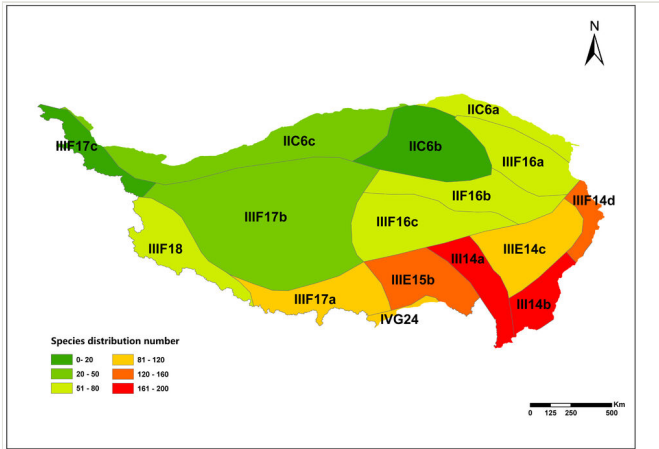 N
IIC6a
IIIF17c
IIC6c
IIC6b
IIIF16a
IIF16b
IIIF14d
IIIF17b
IIIF16c
IIIF18
III14a
IIIE14c
IIIE15b
IIIF17a
III14b
IVG24
Species distribution number
0- 20
81 - 120
20 - 50
120 - 160
51 - 80
161 - 200
Km
0 125 250 500